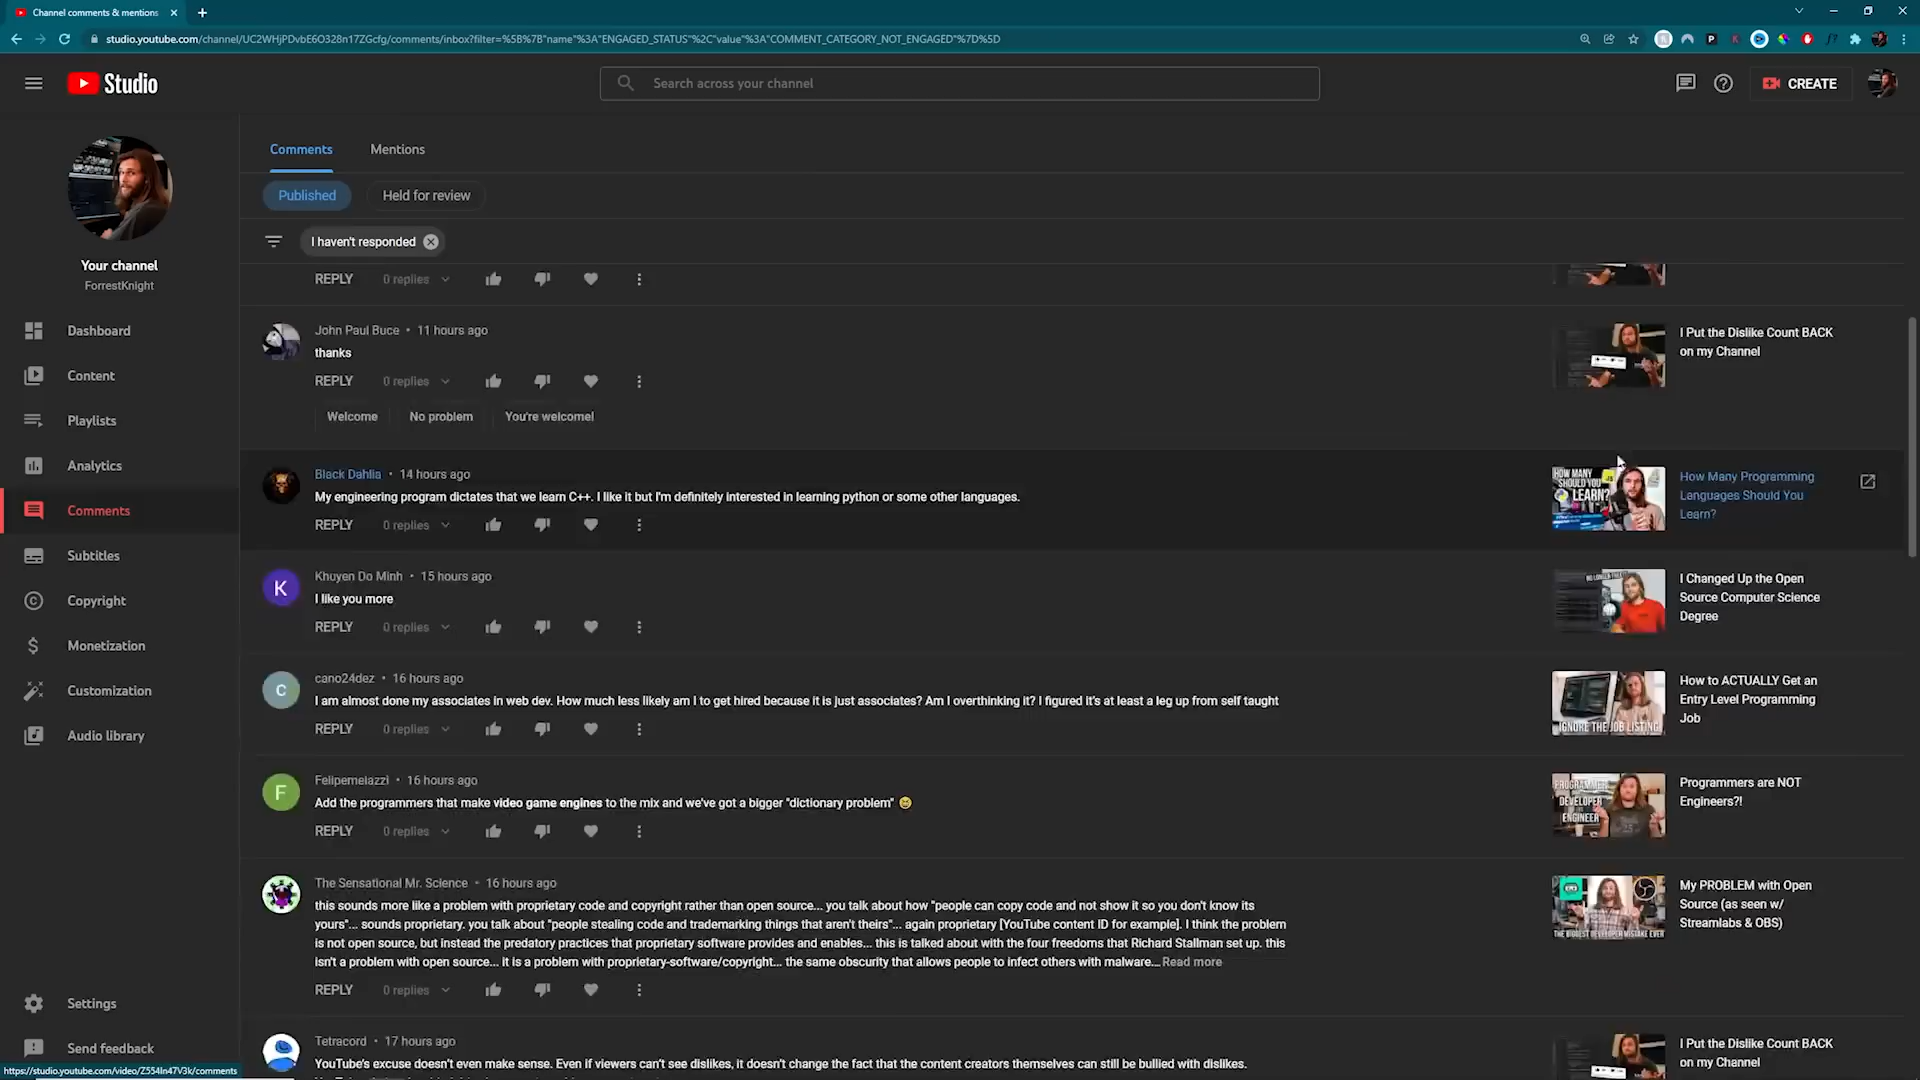 Channel comments & mentions
studio.youtube.com/channel/UC2WHjPDvbE6O328n17ZGcfg/comments/inbox?filter=%5B%7B"name"%3A"ENGAGED_STATUS"%2C"value"%3A"COMMENT_CATEGORY_NOT_ENGAGED"%7D%5D
Studio
Search across your channel
CREATE
Your channel
ForrestKnight
Dashboard
Content
Playlists
Analytics
Comments
Subtitles
Copyright
Monetization
Customization
Audio library
Settings
Send feedback
https://studio.youtube.com/video/Z554In47V3k/comments
Comments Mentions
Published Held for review
I haven't responded
REPLY 0 replies
John Paul Buce • 11 hours ago
thanks
REPLY 0 replies
Welcome No problem You're welcome!
I Put the Dislike Count BACK
on my Channel
Black Dahlia • 14 hours ago
My engineering program dictates that we learn C++. I like it but I'm definitely interested in learning python or some other languages.
REPLY 0 replies
HOW MANY
SHOULD YOU
LEARN?
How Many Programming
Languages Should You
Learn?
K
Khuyen Do Minh • 15 hours ago
I like you more
REPLY 0 replies
I Changed Up the Open
Source Computer Science
Degree
C
cano24dez • 16 hours ago
I am almost done my associates in web dev. How much less likely am I to get hired because it is just associates? Am I overthinking it? I figured it's at least a leg up from self taught
REPLY 0 replies
IGNORE THE JOB LISTING
How to ACTUALLY Get an
Entry Level Programming
Job
F
Felipemelazzi • 16 hours ago
Add the programmers that make video game engines to the mix and we've got a bigger "dictionary problem"
REPLY 0 replies
PROGRAMMER
DEVELOPER
ENGINEER
Programmers are NOT
Engineers?!
The Sensational Mr. Science • 16 hours ago
this sounds more like a problem with proprietary code and copyright rather than open source... you talk about how "people can copy code and not show it so you don't know its
yours"... sounds proprietary. you talk about "people stealing code and trademarking things that aren't theirs"... again proprietary [YouTube content ID for example]. I think the problem
is not open source, but instead the predatory practices that proprietary software provides and enables... this is talked about with the four freedoms that Richard Stallman set up. this
isn't a problem with open source... it is a problem with proprietary-software/copyright... the same obscurity that allows people to infect others with malware... Read more
REPLY 0 replies
THE BIGGEST DEVELOPER MISTAKE EVER
My PROBLEM with Open
Source (as seen w/
Streamlabs & OBS)
Tetracord • 17 hours ago
YouTube's excuse doesn't even make sense. Even if viewers can't see dislikes, it doesn't change the fact that the content creators themselves can still be bullied with dislikes.
I Put the Dislike Count BACK
on my Channel